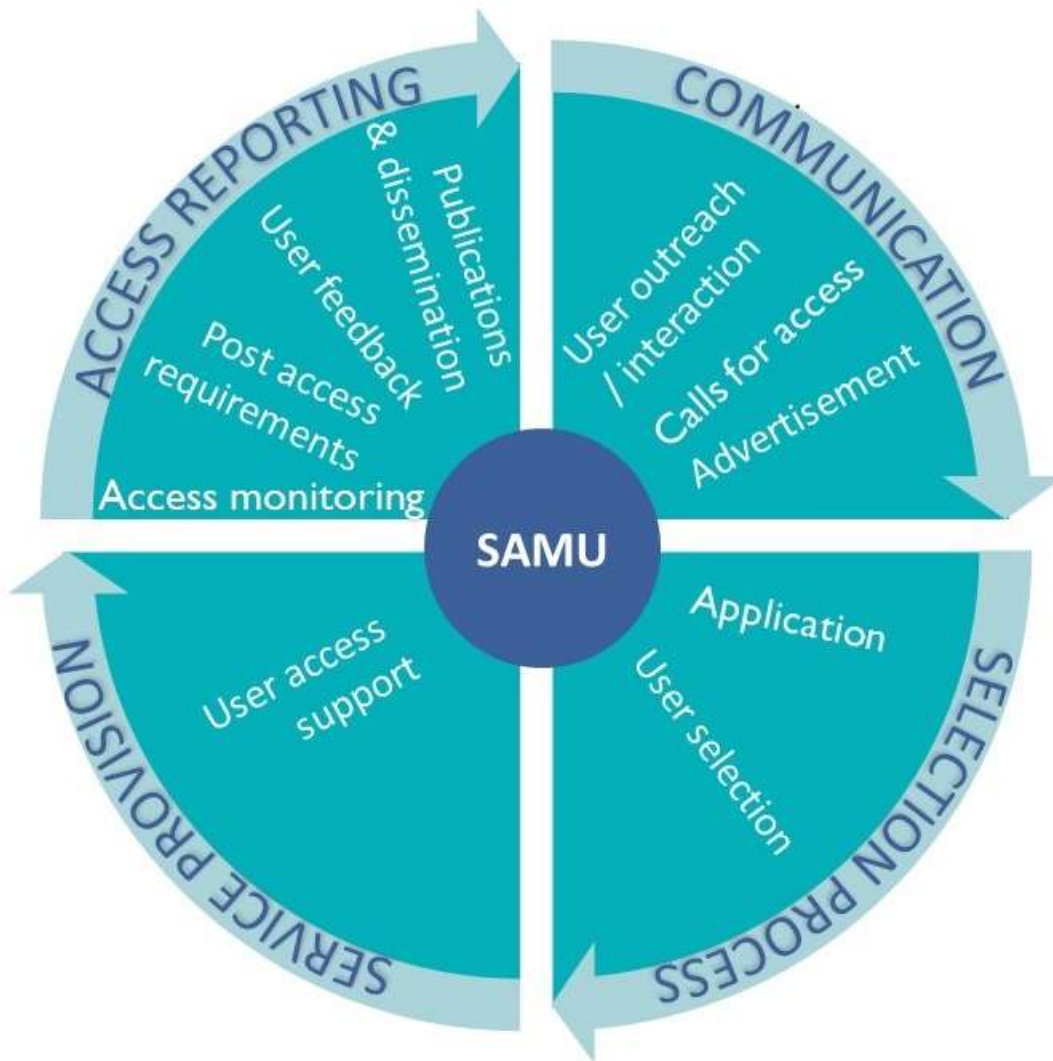 COMMUNICATION
User outreach
/ interaction
Calls for access
Advertisement
SELECTION PROCESS
Application
User selection
SERVICE PROVISION
User access
support
ACCESS REPORTING
Access monitoring
Post access
requirements
User feedback
Publications
& dissemination
SAMU